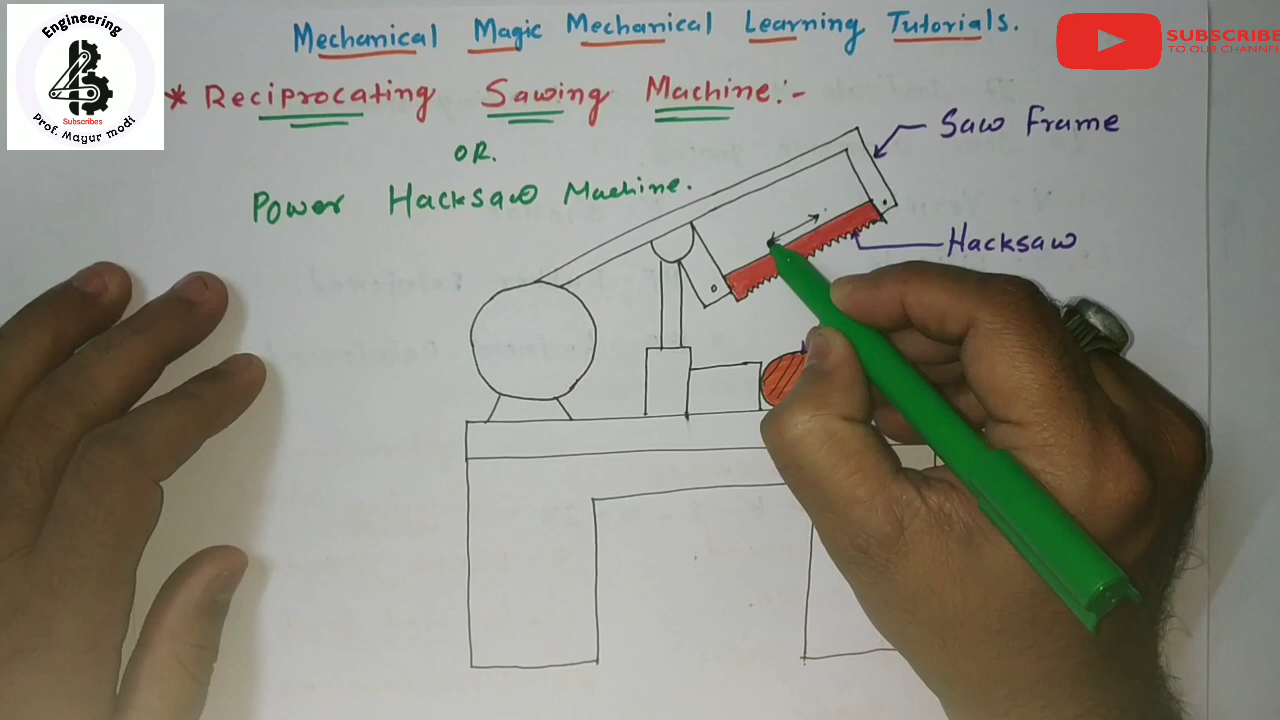 Engineering
Subscribes
Prof. Mayur modi
Mechanical Magic Mechanical Learning Tutorials.
SUBSCRIBE
TO OUR CHANNE
* Reciprocating Sawing Machine:-
OR.
Power Hacksaw Machine.
Saw Frame
Hacksaw